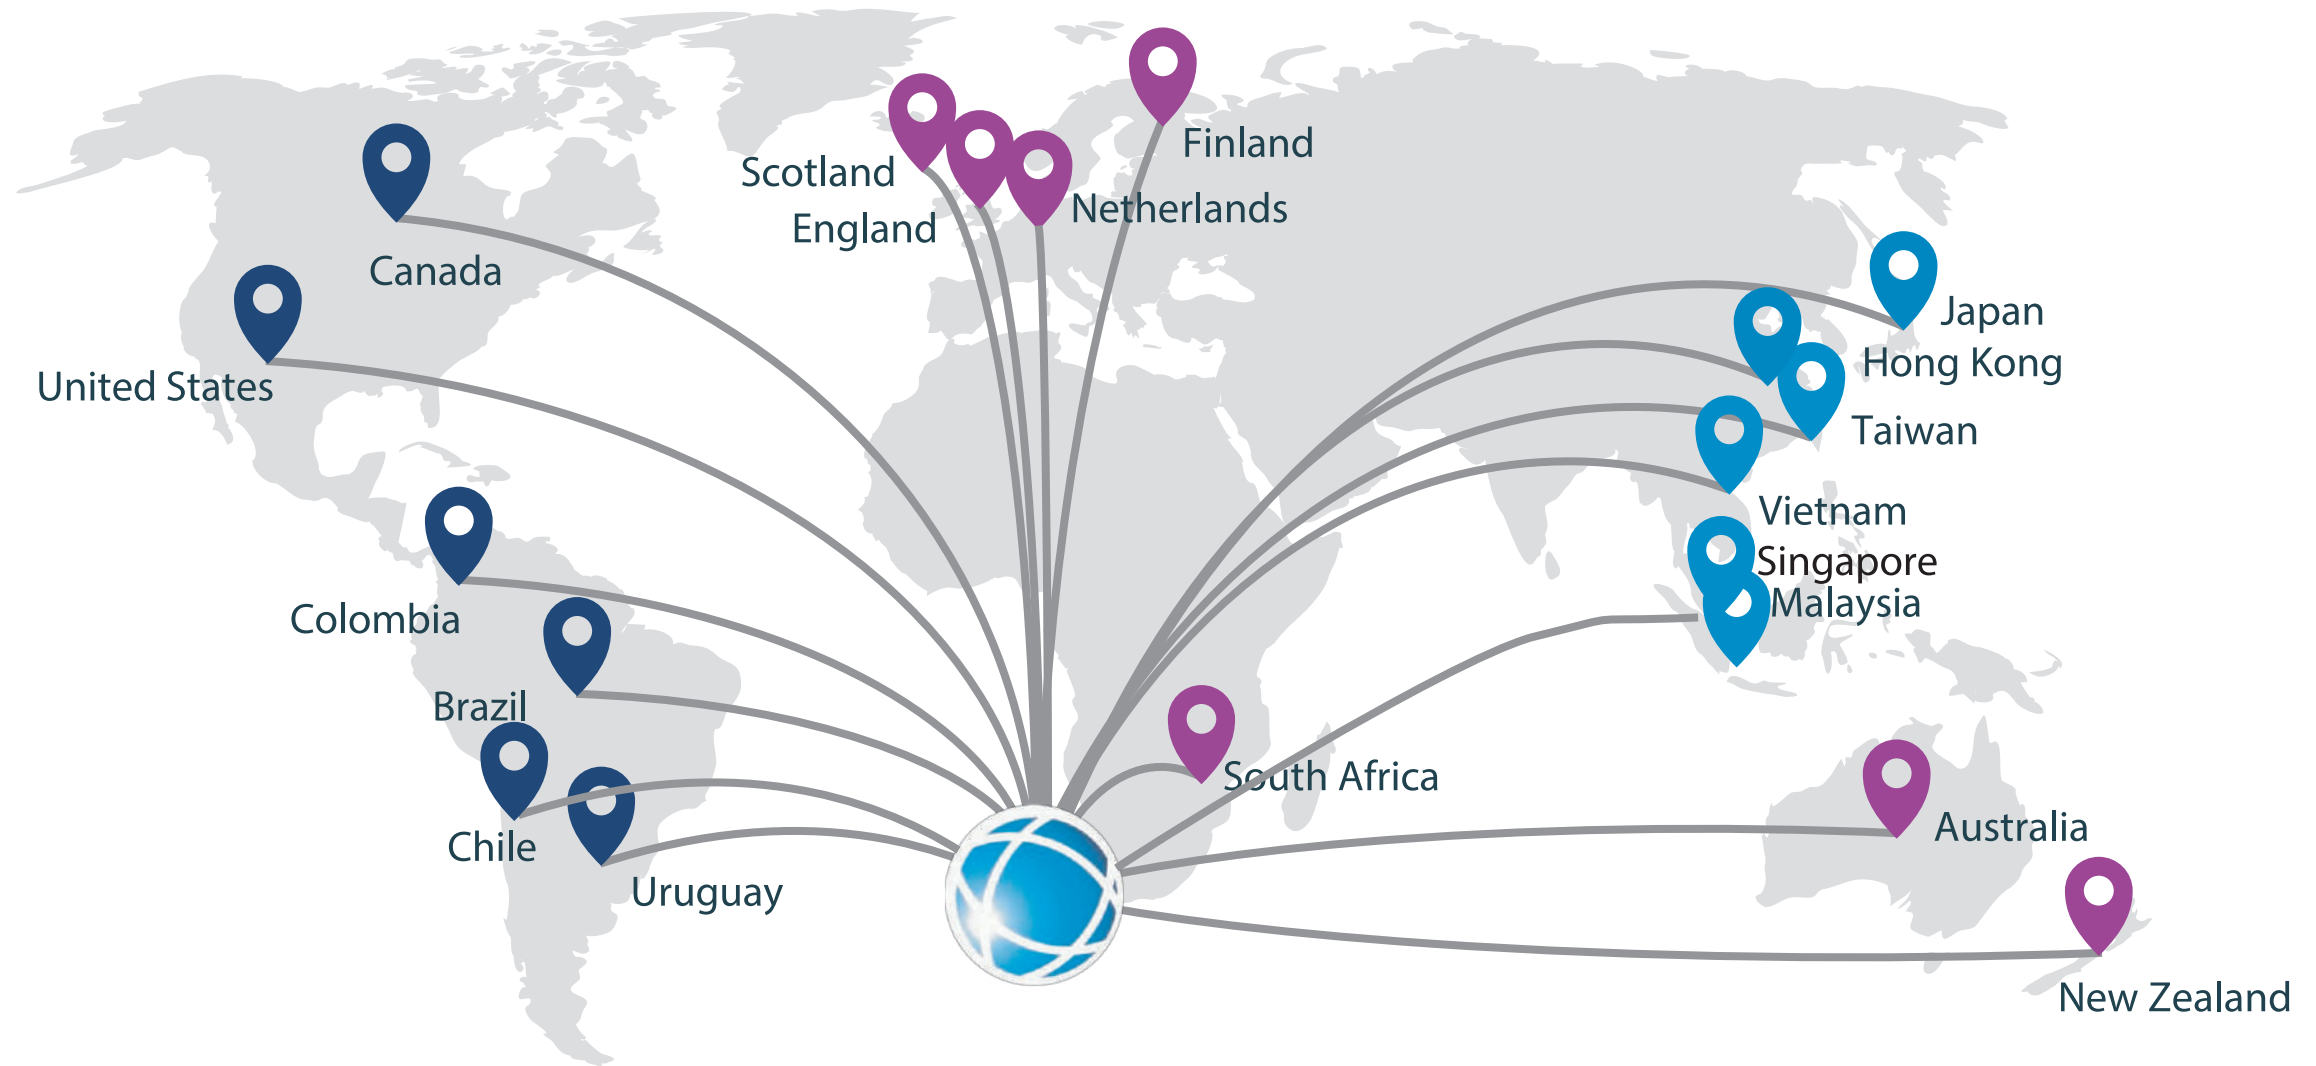 Finland
Scotland
Netherlands
England
Canada
Japan
Hong Kong
United States
Taiwan
Vietnam
Singapore
Malaysia
Colombia
Brazil
South Africa
Australia
Chile
Uruguay
New Zealand